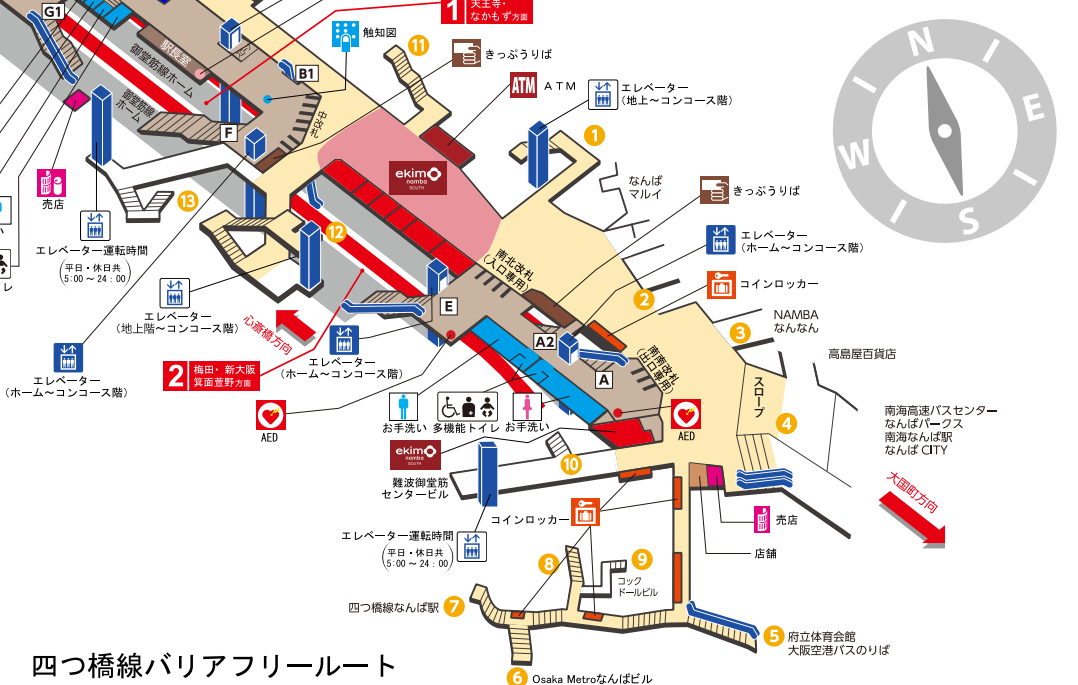 G1
1
天王寺・
なかもず方面
触知図
11
きっぷうりば
駅長室
御堂筋線ホーム
B1
ATM
ATM
エレベーター
(地上〜コンコース階)
御堂筋線
ホーム
中改札
F
1
ekimo
namba
SOUTH
なんば
マルイ
きっぷうりば
売店
13
12
エレベーター
(ホーム〜コンコース階)
エレベーター運転時間
平日・休日共
5:00〜24:00
南北改札
(入口専用)
コインロッカー
E
2
エレベーター
(地上階〜コンコース階)
心斎橋方向
3
NAMBA
なんなん
A2
エレベーター
(ホーム〜コンコース階)
南南改札
(出口専用)
高島屋百貨店
2
梅田・新大阪
箕面萱野方面
エレベーター
(ホーム〜コンコース階)
A
スロープ
AED
お手洗い
多機能トイレ
お手洗い
AED
4
南海高速バスセンター
なんばパークス
南海なんば駅
なんばCITY
ekimo
namba
SOUTH
10
難波御堂筋
センタービル
大国町方向
コインロッカー
売店
エレベーター運転時間
平日・休日共
5:00〜24:00
店舗
8
9
コック
ドールビル
四つ橋線なんば駅
7
5
府立体育会館
大阪空港バスのりば
6
Osaka Metroなんばビル
四つ橋線バリアフリールート
N
E
S
W